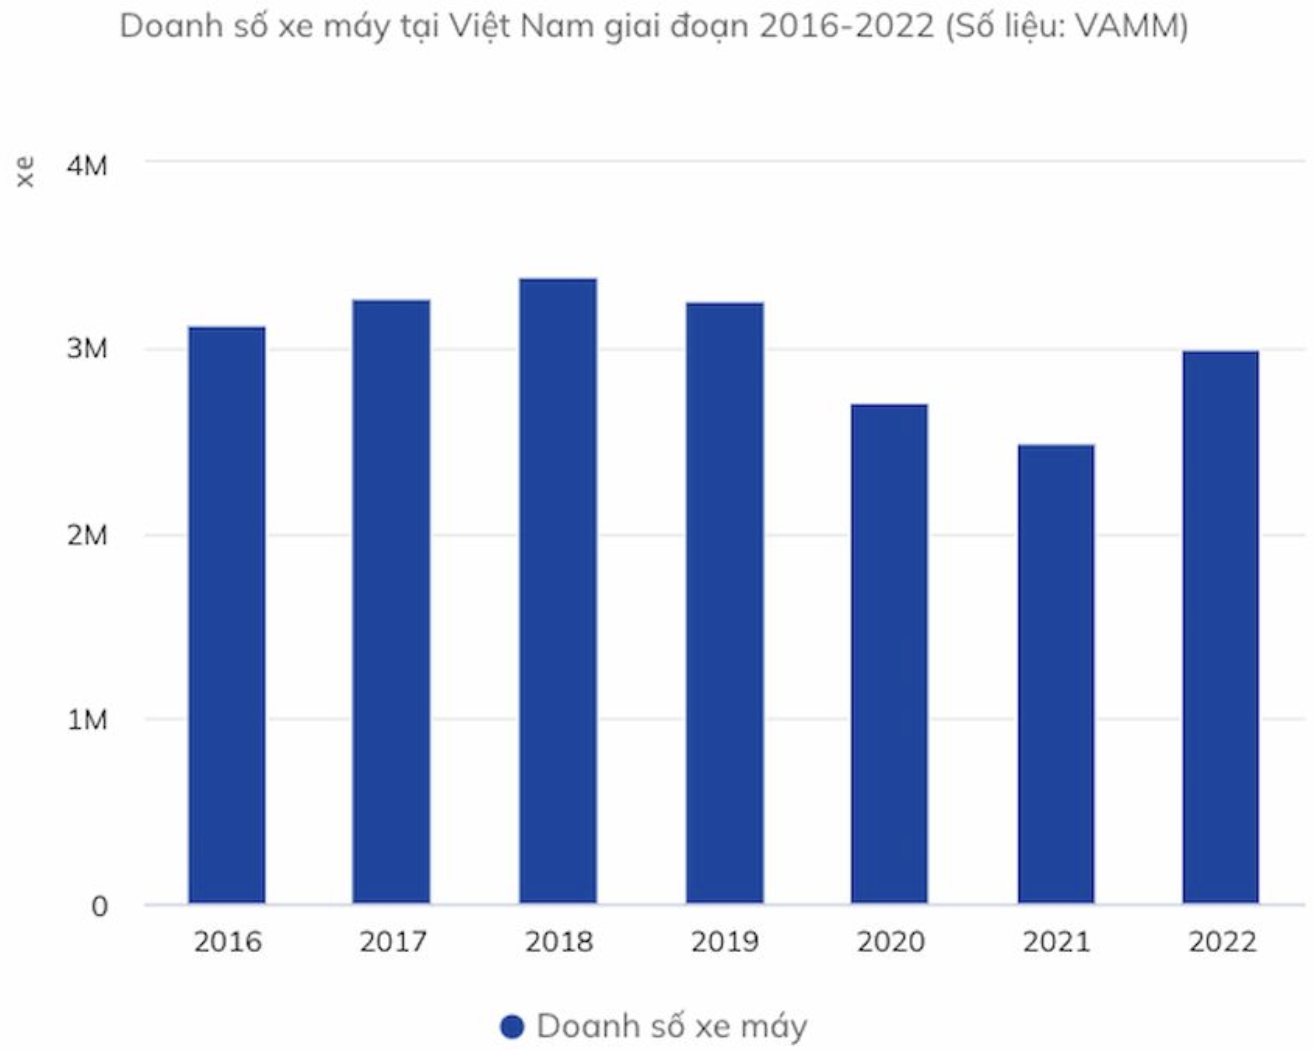 Doanh số xe máy tại Việt Nam giai đoạn 2016-2022 (Số liệu: VAMM)
xe
4M
3M
2M
1M
0
2016 2017 2018 2019 2020 2021 2022
Doanh số xe máy